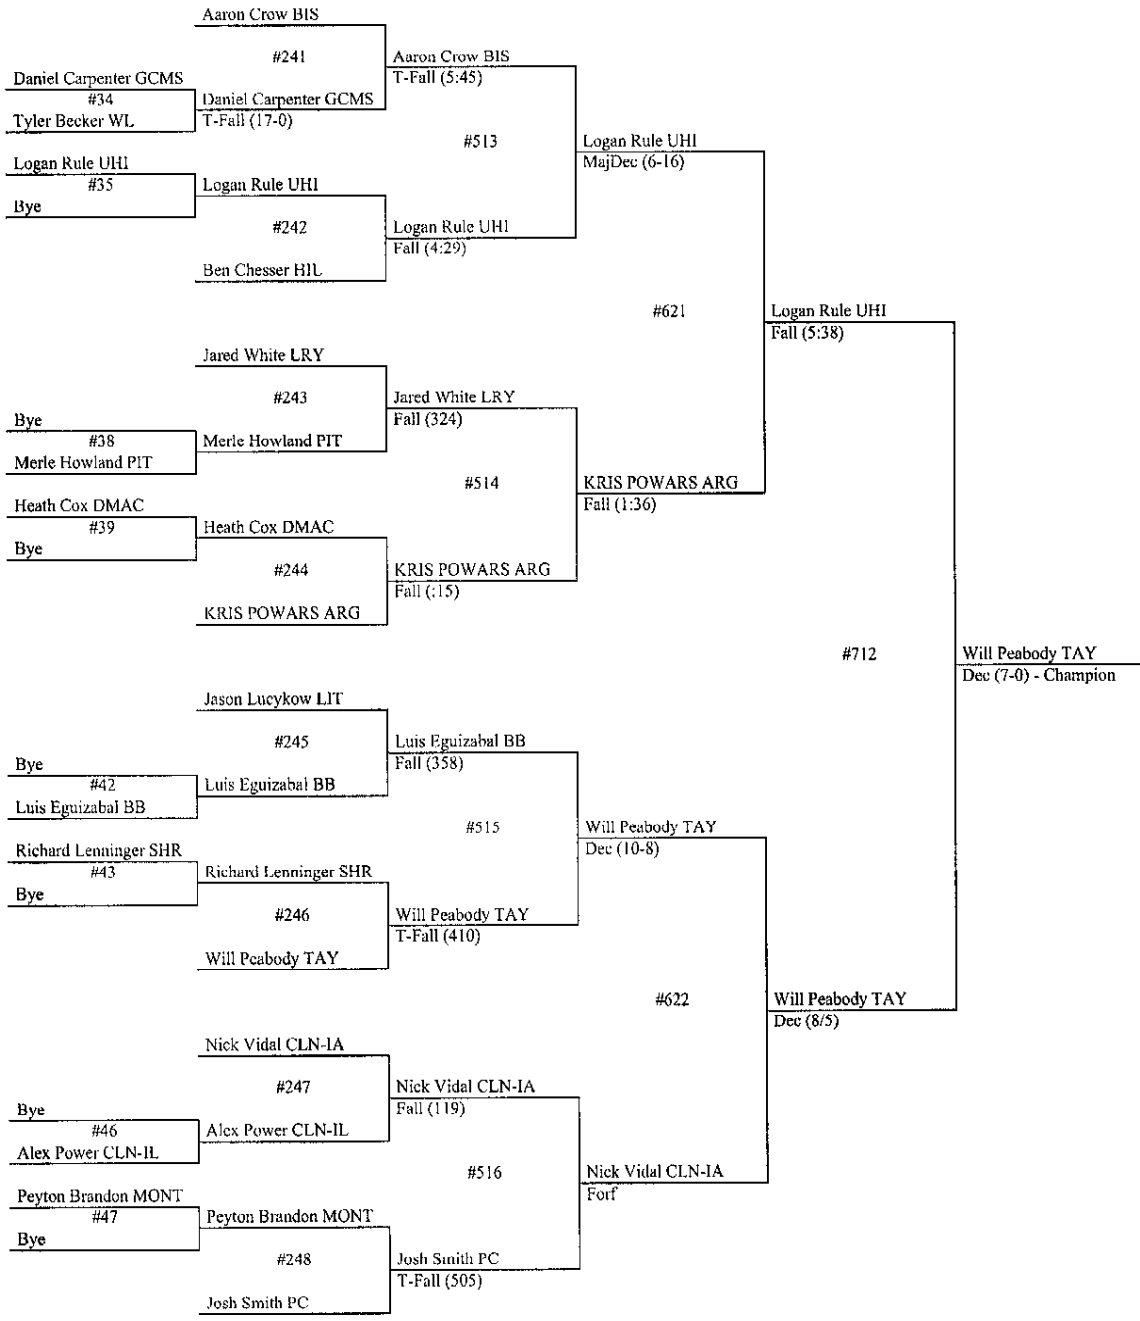 Aaron Crow BIS
#241
Aaron Crow BIS
T-Fall (5:45)
Daniel Carpenter GCMS
#34
Daniel Carpenter GCMS
T-Fall (17-0)
Tyler Becker WL
#513
Logan Rule UHI
MajDec (6-16)
Logan Rule UHI
#35
Logan Rule UHI
Bye
#242
Logan Rule UHI
Fall (4:29)
Ben Chesser HIL
#621
Logan Rule UHI
Fall (5:38)
Jared White LRY
#243
Jared White LRY
Fall (324)
Bye
#38
Merle Howland PIT
Merle Howland PIT
#514
KRIS POWARS ARG
Fall (1:36)
Heath Cox DMAC
#39
Heath Cox DMAC
Bye
#244
KRIS POWARS ARG
Fall (:15)
KRIS POWARS ARG
#712
Will Peabody TAY
Dec (7-0) - Champion
Jason Lucykow LIT
#245
Luis Eguizabal BB
Fall (358)
Bye
#42
Luis Eguizabal BB
Luis Eguizabal BB
#515
Will Peabody TAY
Dec (10-8)
Richard Lenninger SHR
#43
Richard Lenninger SHR
Bye
#246
Will Peabody TAY
T-Fall (410)
Will Peabody TAY
#622
Will Peabody TAY
Dec (8/5)
Nick Vidal CLN-IA
#247
Nick Vidal CLN-IA
Fall (119)
Bye
#46
Alex Power CLN-IL
Alex Power CLN-IL
#516
Nick Vidal CLN-IA
Forf
Peyton Brandon MONT
#47
Peyton Brandon MONT
Bye
#248
Josh Smith PC
T-Fall (505)
Josh Smith PC